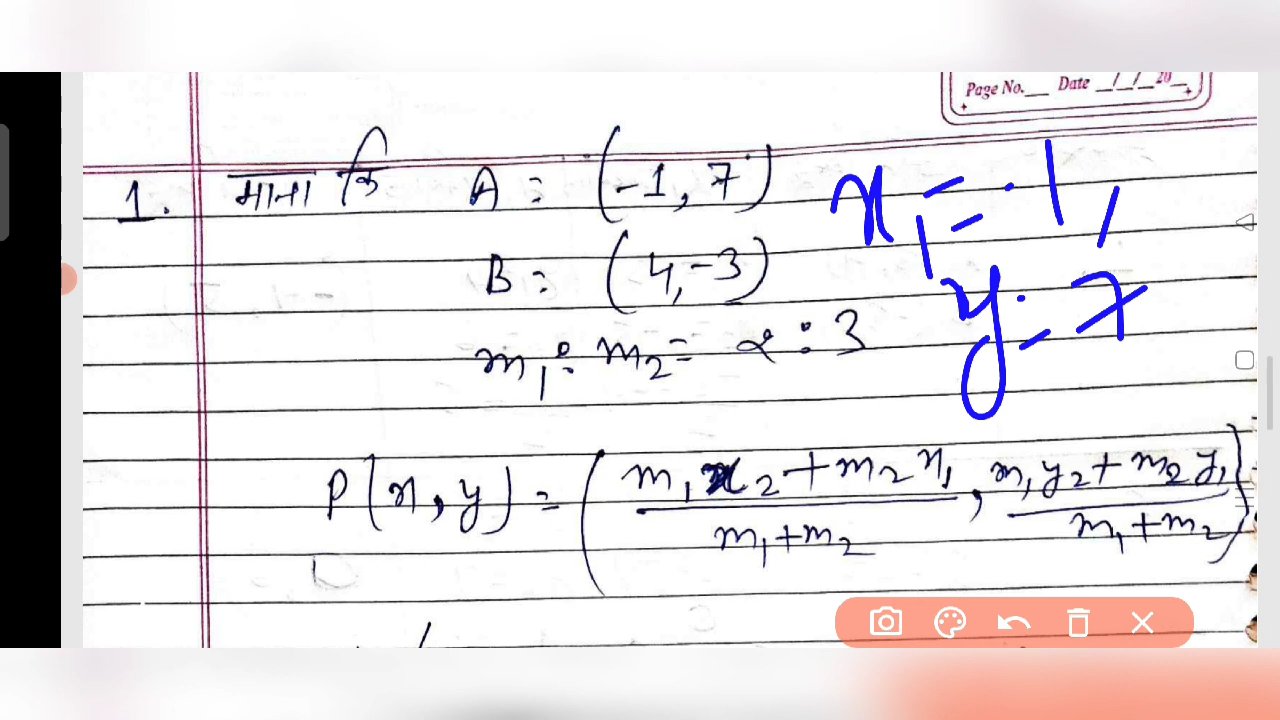 Page No.___ Date __/__/20__
1. माना कि A = (-1, 7)
x₁ = -1,
B = (4, -3)
y = 7
m₁ : m₂ = 2 : 3
P(x, y) = (m₁x₂ + m₂x₁ / m₁ + m₂, m₁y₂ + m₂y₁ / m₁ + m₂)